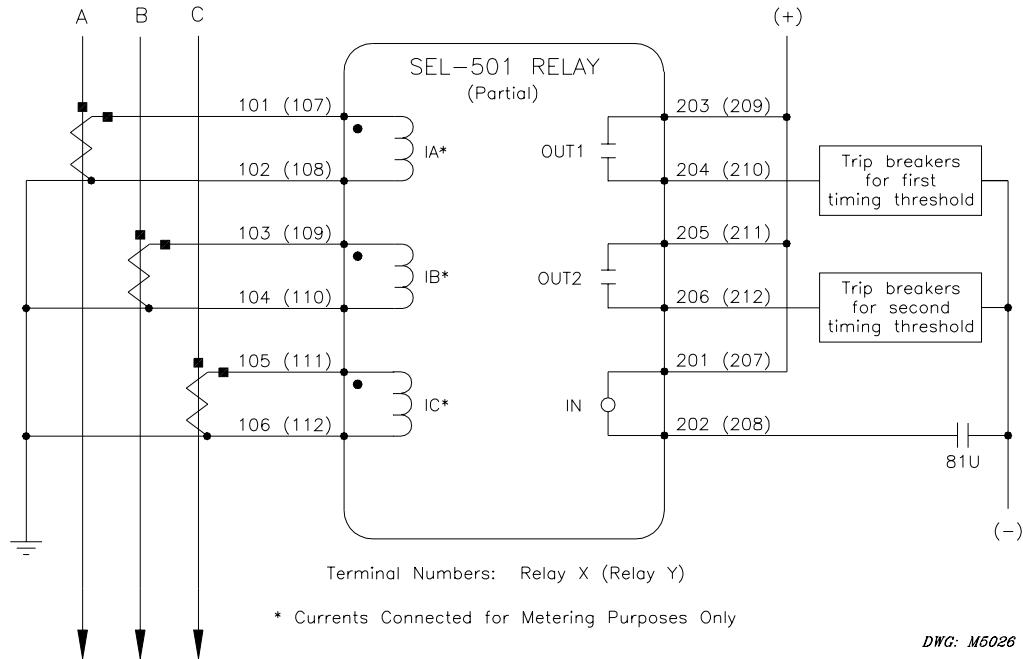 A B C
(+)
SEL-501 RELAY
(Partial)
101 (107)
203 (209)
IA*
OUT1
102 (108)
204 (210)
Trip breakers
for first
timing threshold
103 (109)
205 (211)
IB*
OUT2
104 (110)
206 (212)
Trip breakers
for second
timing threshold
105 (111)
201 (207)
IC*
IN
106 (112)
202 (208)
81U
(-)
Terminal Numbers: Relay X (Relay Y)
* Currents Connected for Metering Purposes Only
DWG: M5026